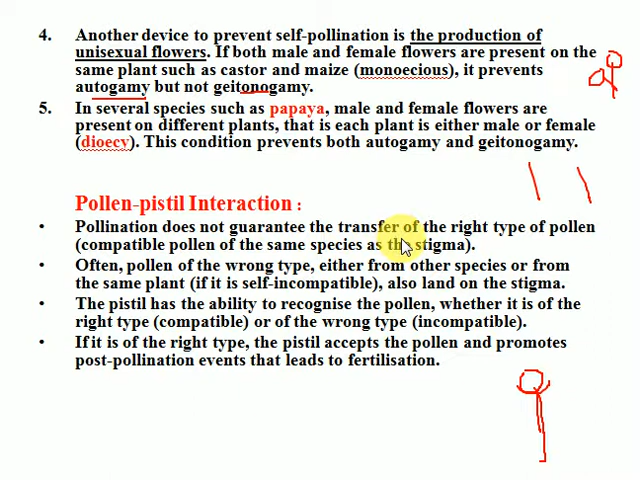 4. Another device to prevent self-pollination is the production of
unisexual flowers. If both male and female flowers are present on the
same plant such as castor and maize (monoecious), it prevents
autogamy but not geitonogamy.
5. In several species such as papaya, male and female flowers are
present on different plants, that is each plant is either male or female
(dioecy). This condition prevents both autogamy and geitonogamy.
Pollen-pistil Interaction :
• Pollination does not guarantee the transfer of the right type of pollen
(compatible pollen of the same species as the stigma).
• Often, pollen of the wrong type, either from other species or from
the same plant (if it is self-incompatible), also land on the stigma.
• The pistil has the ability to recognise the pollen, whether it is of the
right type (compatible) or of the wrong type (incompatible).
• If it is of the right type, the pistil accepts the pollen and promotes
post-pollination events that leads to fertilisation.